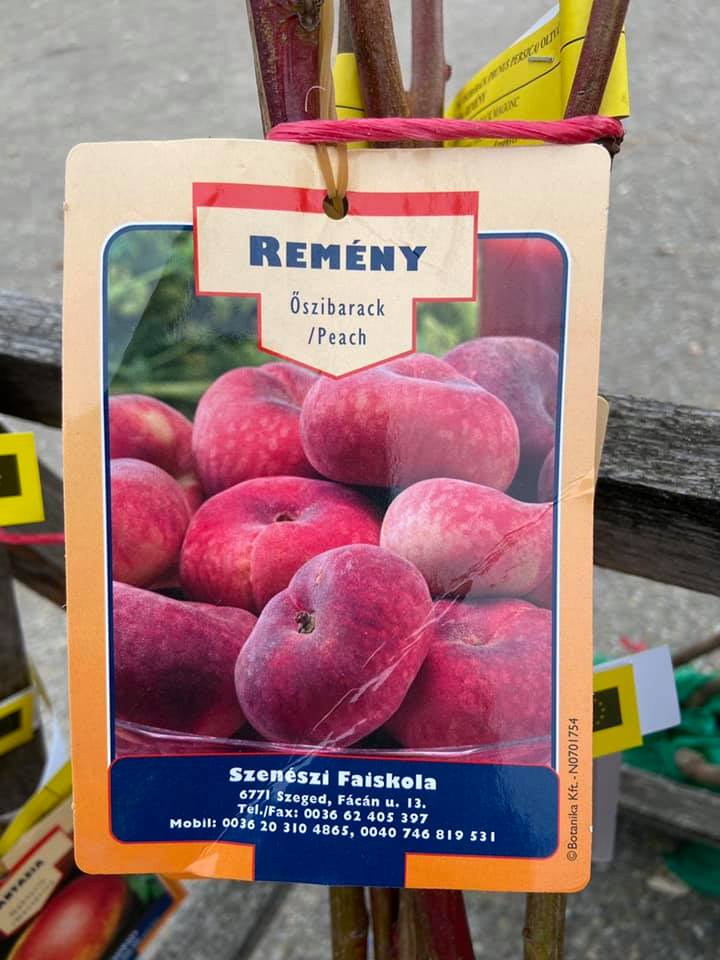 REMÉNY
Őszibarack
/Peach
Szenészi Faiskola
6771 Szeged, Fácán u. 13.
Tel./Fax: 0036 62 405 397
Mobil: 0036 20 310 4865, 0040 746 819 531
©Botanika Kft. - N0701754